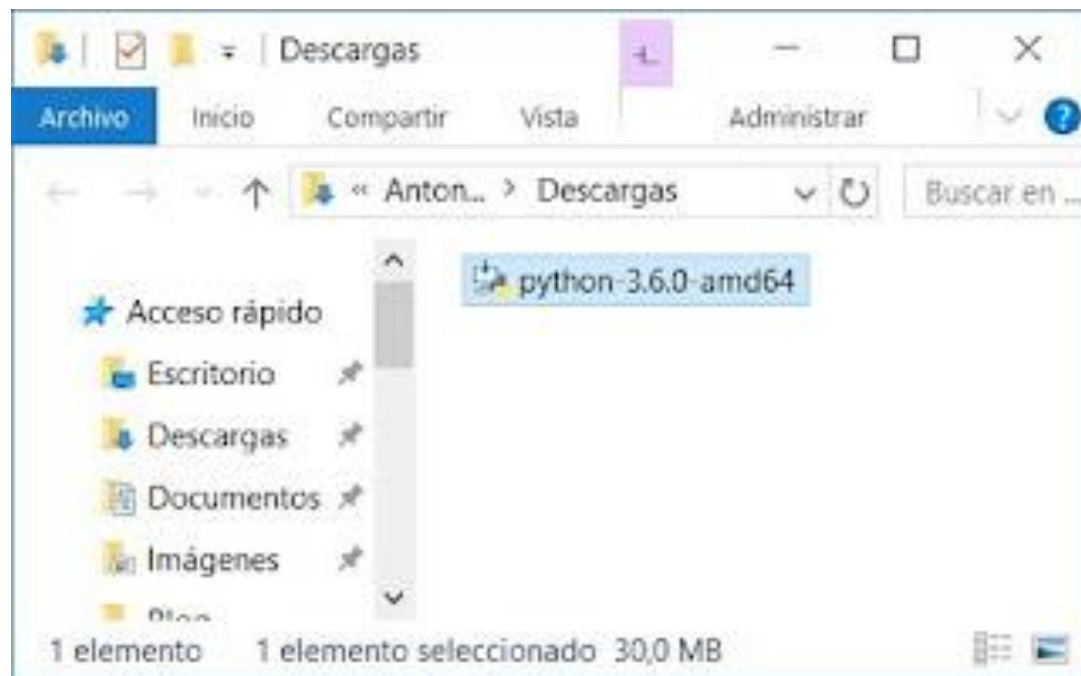 Descargas
Archivo Inicio Compartir Vista Administrar
« Anton... > Descargas Buscar en ...
python-3.6.0-amd64
Acceso rápido
Escritorio
Descargas
Documentos
Imágenes
1 elemento 1 elemento seleccionado 30,0 MB